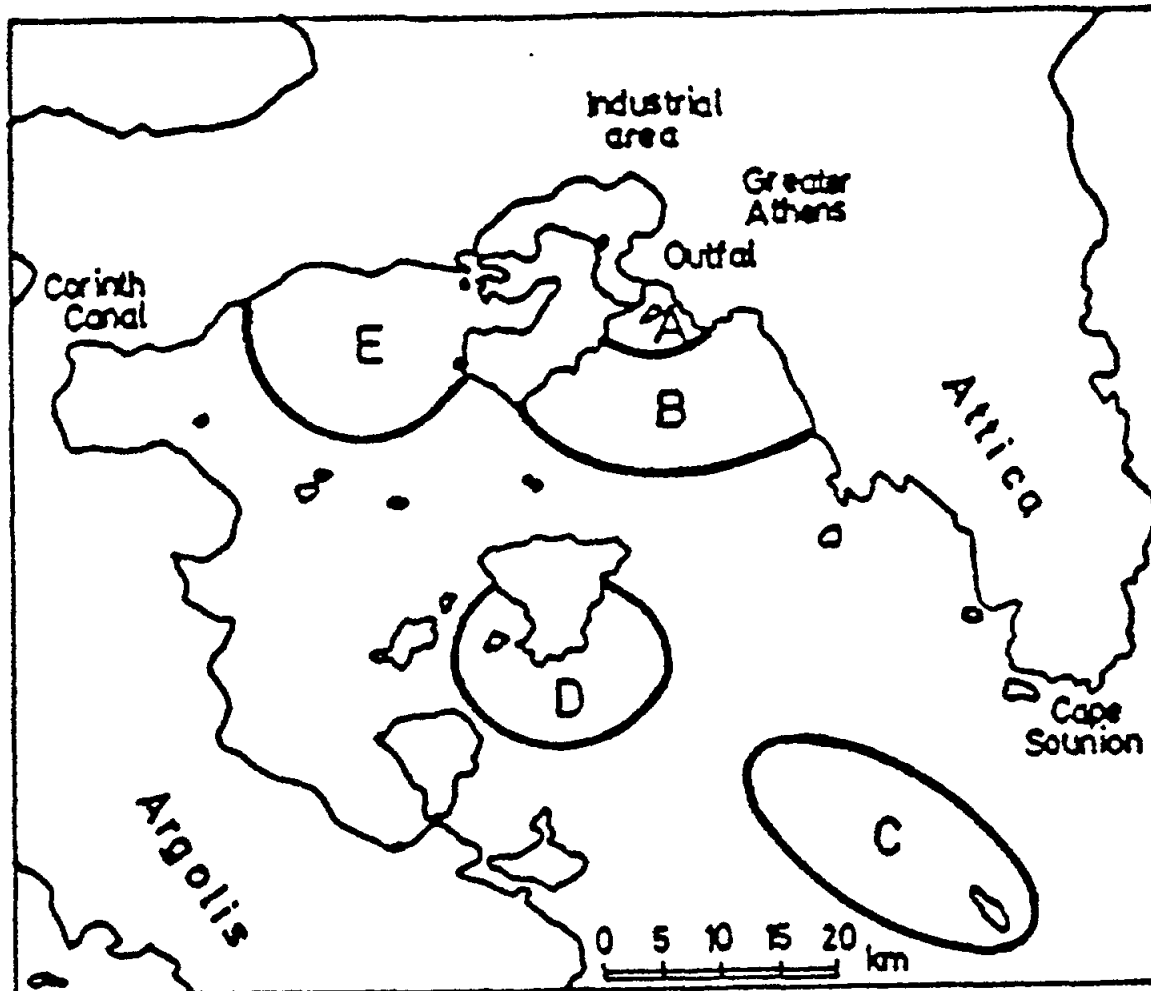 Industrial
area
Greater
Athens
Outfal
Corinth
Canal
A
E
B
Attica
D
Cape
Sounion
C
Argolis
0 5 10 15 20
km